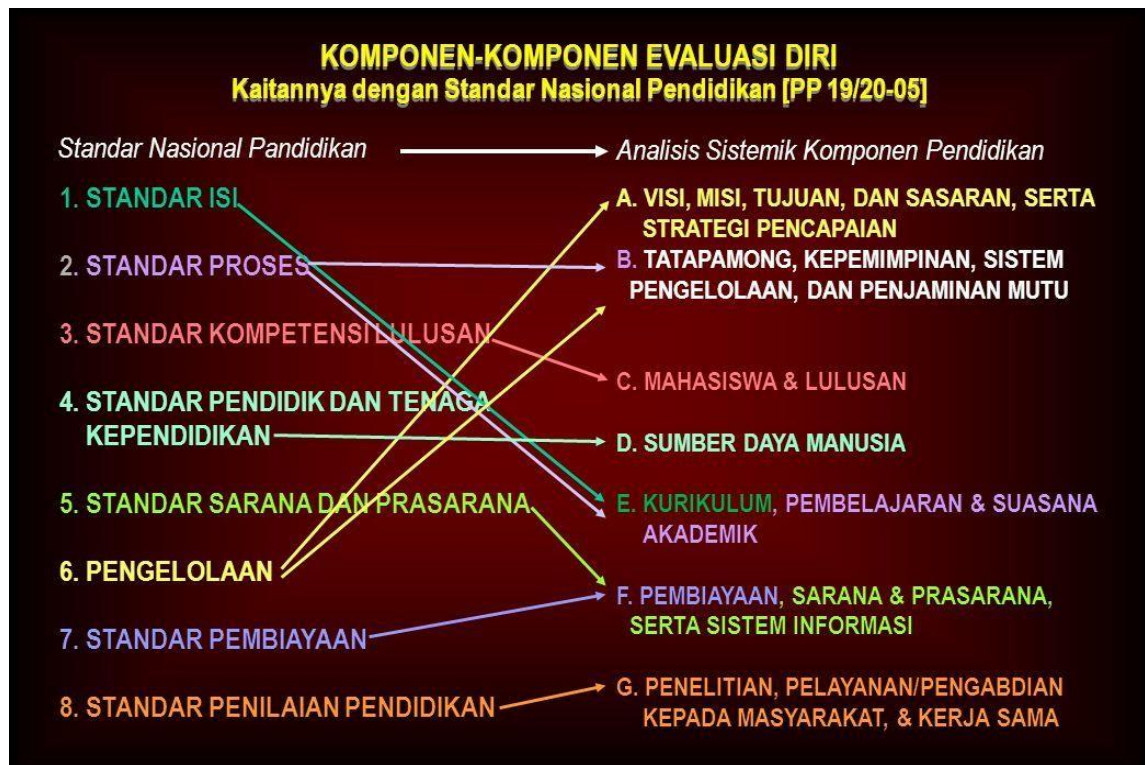 KOMPONEN-KOMPONEN EVALUASI DIRI
Kaitannya dengan Standar Nasional Pendidikan [PP 19/20-05]
Standar Nasional Pandidikan
1. STANDAR ISI
2. STANDAR PROSES
3. STANDAR KOMPETENSI LULUSAN
4. STANDAR PENDIDIK DAN TENAGA
KEPENDIDIKAN
5. STANDAR SARANA DAN PRASARANA
6. PENGELOLAAN
7. STANDAR PEMBIAYAAN
8. STANDAR PENILAIAN PENDIDIKAN
Analisis Sistemik Komponen Pendidikan
A. VISI, MISI, TUJUAN, DAN SASARAN, SERTA
STRATEGI PENCAPAIAN
B. TATAPAMONG, KEPEMIMPINAN, SISTEM
PENGELOLAAN, DAN PENJAMINAN MUTU
C. MAHASISWA & LULUSAN
D. SUMBER DAYA MANUSIA
E. KURIKULUM, PEMBELAJARAN & SUASANA
AKADEMIK
F. PEMBIAYAAN, SARANA & PRASARANA,
SERTA SISTEM INFORMASI
G. PENELITIAN, PELAYANAN/PENGABDIAN
KEPADA MASYARAKAT, & KERJA SAMA